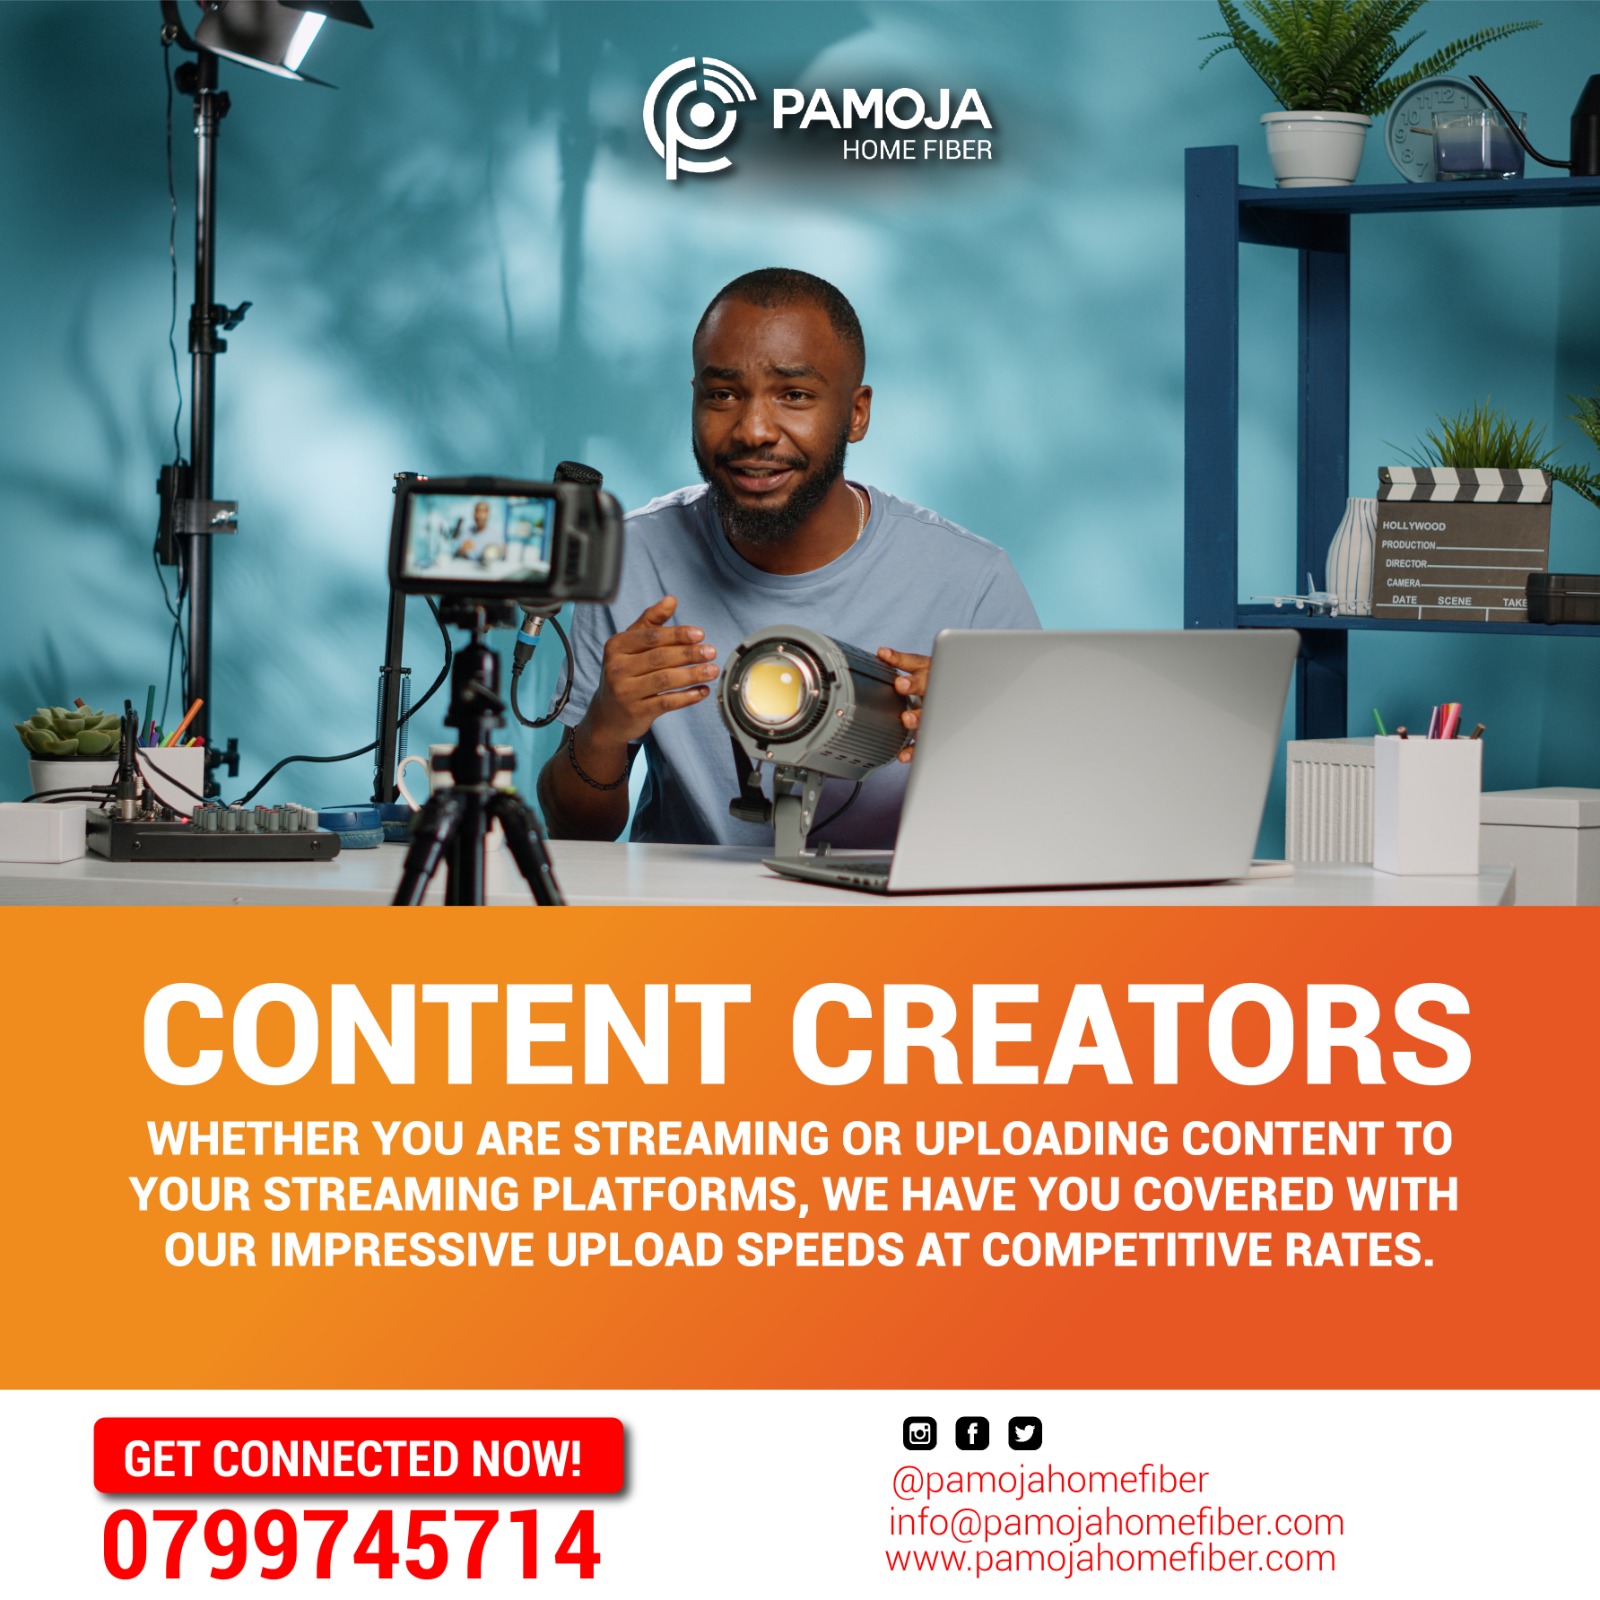 PAMOJA
HOME FIBER
HOLLYWOOD
PRODUCTION
DIRECTOR
CAMERA
DATE SCENE TAKE
CONTENT CREATORS
WHETHER YOU ARE STREAMING OR UPLOADING CONTENT TO
YOUR STREAMING PLATFORMS, WE HAVE YOU COVERED WITH
OUR IMPRESSIVE UPLOAD SPEEDS AT COMPETITIVE RATES.
GET CONNECTED NOW!
0799745714
@pamojahomefiber
info@pamojahomefiber.com
www.pamojahomefiber.com